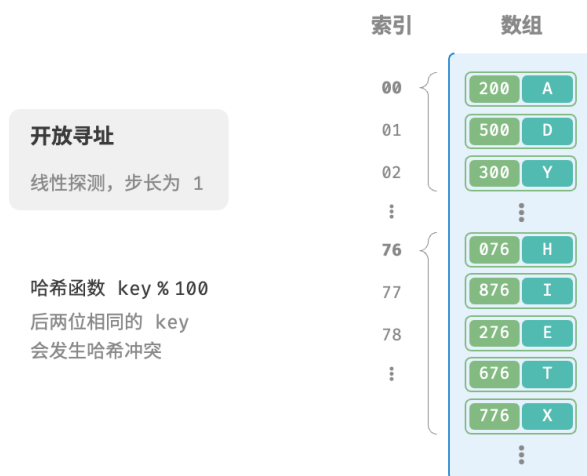 索引 数组
00 200 A
开放寻址
01 500 D
02 300 Y
线性探测，步长为 1
76 076 H
哈希函数 key % 100
77 876 I
后两位相同的 key
78 276 E
会发生哈希冲突
676 T
776 X